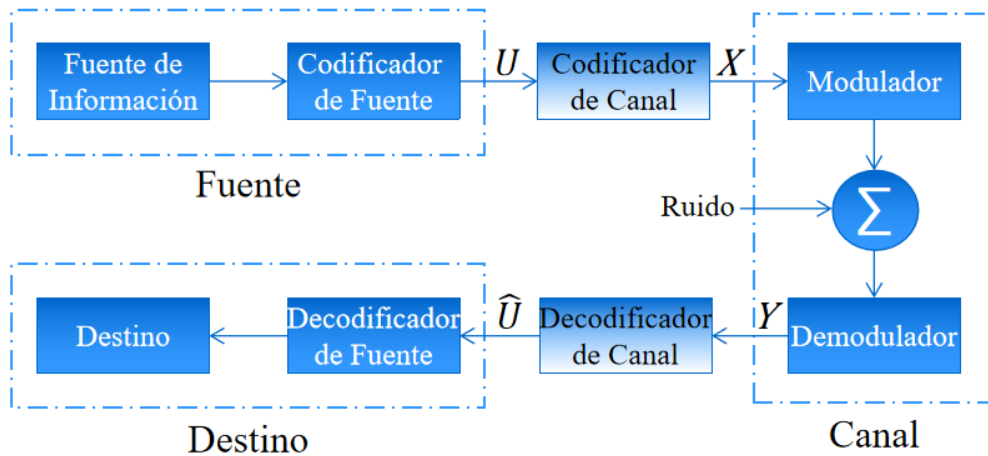 Fuente de
Información
Codificador
de Fuente
U
Codificador
de Canal
X
Modulador
Fuente
Ruido
∑
Destino
Decodificador
de Fuente
Û
Decodificador
de Canal
Y
Demodulador
Destino
Canal